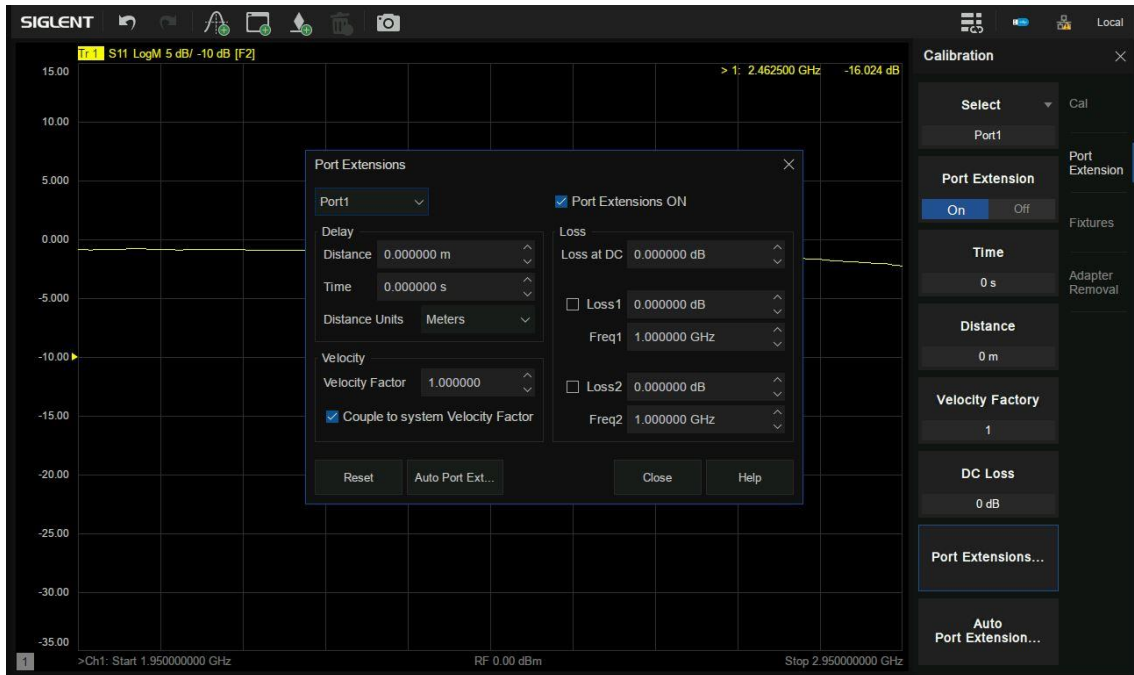 SIGLENT
Local
Tr 1 S11 LogM 5 dB/ -10 dB [F2]
> 1: 2.462500 GHz -16.024 dB
15.00
10.00
5.000
0.000
-5.000
-10.00
-15.00
-20.00
-25.00
-30.00
-35.00
1
>Ch1: Start 1.950000000 GHz
RF 0.00 dBm
Stop 2.950000000 GHz
Port Extensions
Port1
Port Extensions ON
Delay
Distance 0.000000 m
Time 0.000000 s
Distance Units Meters
Velocity
Velocity Factor 1.000000
Couple to system Velocity Factor
Loss
Loss at DC 0.000000 dB
Loss1 0.000000 dB
Freq1 1.000000 GHz
Loss2 0.000000 dB
Freq2 1.000000 GHz
Reset
Auto Port Ext...
Close
Help
Calibration
Select
Port1
Port Extension
On Off
Time
0 s
Distance
0 m
Velocity Factory
1
DC Loss
0 dB
Port Extensions...
Auto
Port Extension...
Cal
Port
Extension
Fixtures
Adapter
Removal